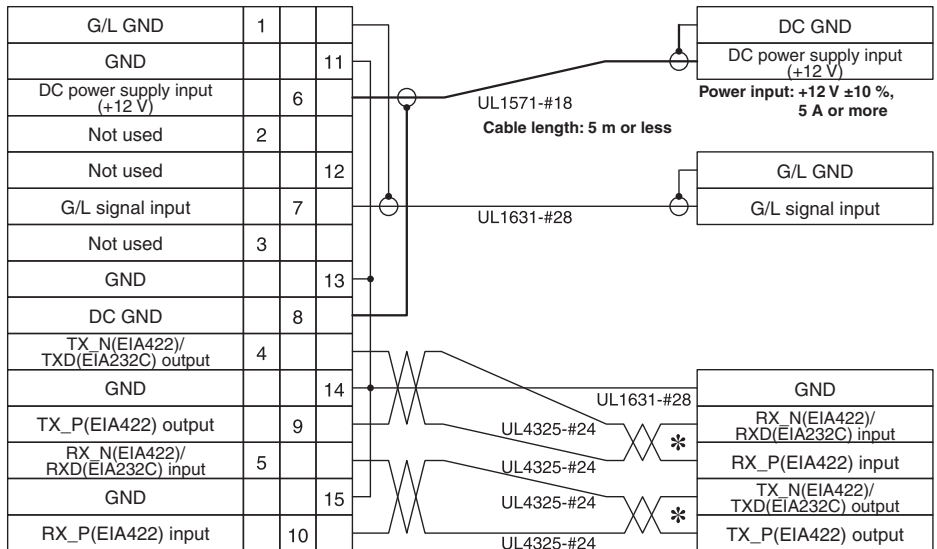 G/L GND 1
GND 11
DC power supply input
(+12 V) 6
Not used 2
Not used 12
G/L signal input 7
Not used 3
GND 13
DC GND 8
TX_N(EIA422)/
TXD(EIA232C) output 4
GND 14
TX_P(EIA422) output 9
RX_N(EIA422)/
RXD(EIA232C) input 5
GND 15
RX_P(EIA422) input 10
UL1571-#18
Cable length: 5 m or less
UL1631-#28
UL1631-#28
UL4325-#24
UL4325-#24
UL4325-#24
UL4325-#24
DC GND
DC power supply input
(+12 V)
Power input: +12 V ±10 %,
5 A or more
G/L GND
G/L signal input
GND
RX_N(EIA422)/
RXD(EIA232C) input
*
RX_P(EIA422) input
TX_N(EIA422)/
TXD(EIA232C) output
*
TX_P(EIA422) output